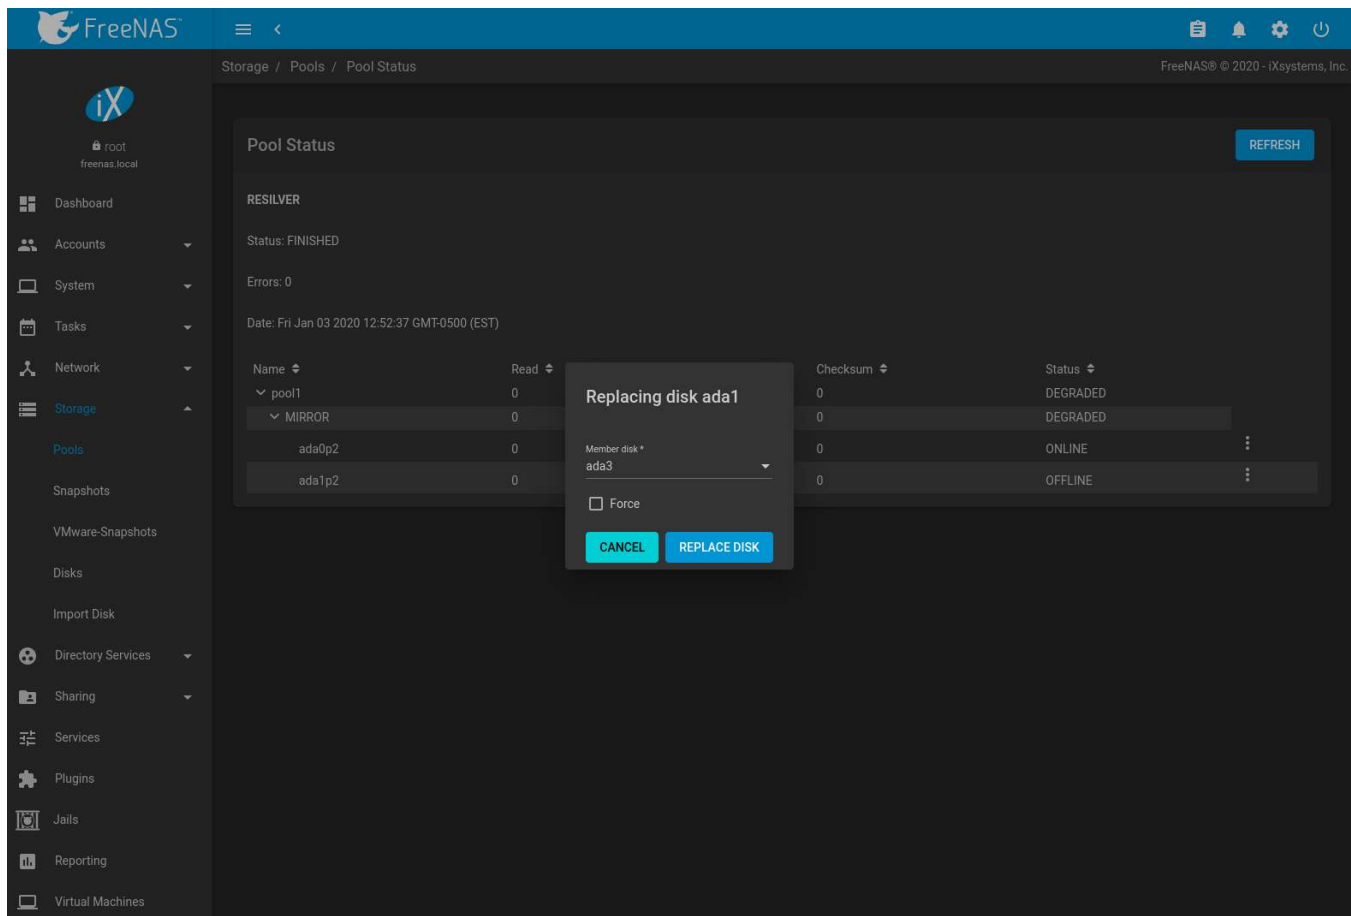 FreeNAS
Storage / Pools / Pool Status
FreeNAS® © 2020 - iXsystems, Inc.
iX
root
freenas.local
Dashboard
Accounts
System
Tasks
Network
Storage
Pools
Snapshots
VMware-Snapshots
Disks
Import Disk
Directory Services
Sharing
Services
Plugins
Jails
Reporting
Virtual Machines
Pool Status
REFRESH
RESILVER
Status: FINISHED
Errors: 0
Date: Fri Jan 03 2020 12:52:37 GMT-0500 (EST)
Name Read Checksum Status
pool1 0 0 DEGRADED
MIRROR 0 0 DEGRADED
ada0p2 0 0 ONLINE
ada1p2 0 0 OFFLINE
Replacing disk ada1
Member disk *
ada3
Force
CANCEL REPLACE DISK